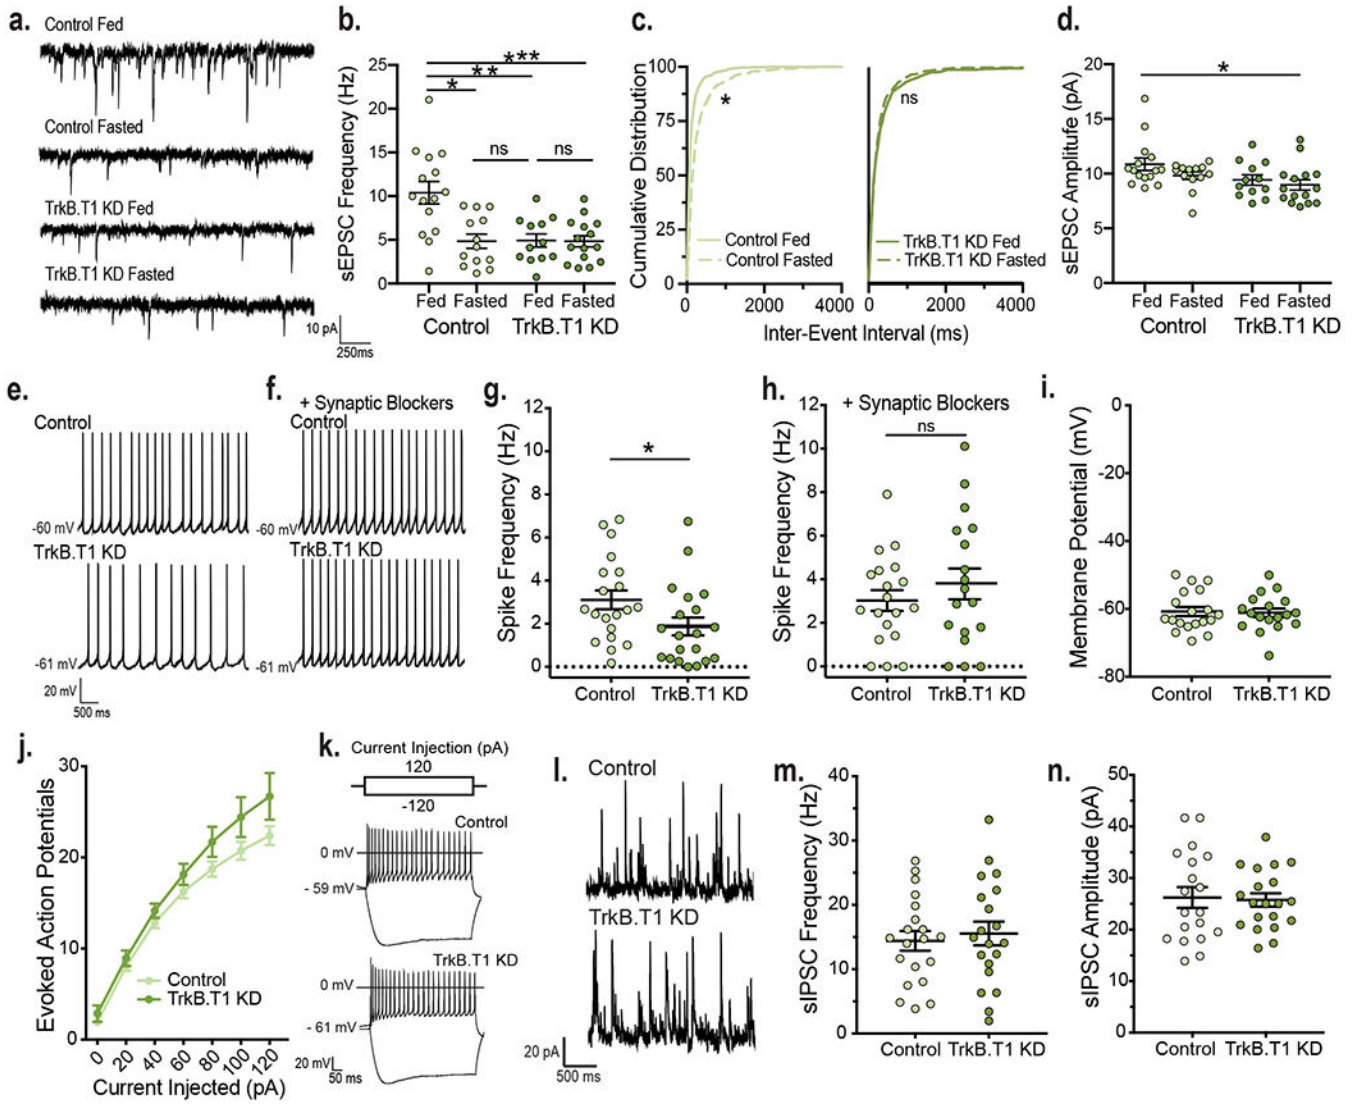 a.
Control Fed
Control Fasted
TrkB.T1 KD Fed
TrkB.T1 KD Fasted
10 pA
250ms
b.
sEPSC Frequency (Hz)
25
20
15
10
5
0
*
**
***
ns
ns
Fed Fasted Fed Fasted
Control TrkB.T1 KD
c.
Cumulative Distribution
100
75
50
25
0
*
ns
Control Fed
Control Fasted
TrkB.T1 KD Fed
TrKB.T1 KD Fasted
0 2000 4000 0 2000 4000
Inter-Event Interval (ms)
d.
sEPSC Amplitufe (pA)
20
15
10
5
0
*
Fed Fasted Fed Fasted
Control TrkB.T1 KD
e.
Control
-60 mV
TrkB.T1 KD
-61 mV
20 mV
500 ms
f.
+ Synaptic Blockers
Control
-60 mV
TrkB.T1 KD
-61 mV
g.
Spike Frequency (Hz)
12
10
8
6
4
2
0
*
Control TrkB.T1 KD
h.
+ Synaptic Blockers
ns
Spike Frequency (Hz)
12
10
8
6
4
2
0
Control TrkB.T1 KD
i.
Membrane Potential (mV)
0
-20
-40
-60
-80
Control TrkB.T1 KD
j.
Evoked Action Potentials
30
20
10
0
Control
TrkB.T1 KD
0 20 40 60 80 100 120
Current Injected (pA)
k.
Current Injection (pA)
120
-120
Control
0 mV
- 59 mV
TrkB.T1 KD
0 mV
- 61 mV
20 mV
50 ms
l.
Control
TrkB.T1 KD
20 pA
500 ms
m.
sIPSC Frequency (Hz)
40
30
20
10
0
Control TrkB.T1 KD
n.
sIPSC Amplitude (pA)
50
40
30
20
10
0
Control TrkB.T1 KD